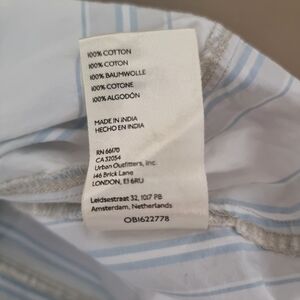 100% COTTON
100% COTON
100% BAUMWOLLE
100% COTONE
100% ALGODÓN
MADE IN INDIA
HECHO EN INDIA
RN 66170
CA 32054
Urban Outfitters, Inc.
146 Brick Lane
LONDON, E1 6RU
Leidsestraat 32, 1017 PB
Amsterdam, Netherlands
OB1622778